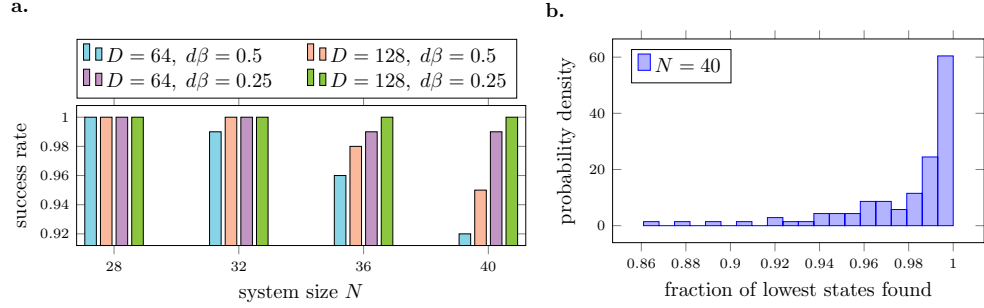 a.
D = 64, dβ = 0.5
D = 128, dβ = 0.5
D = 64, dβ = 0.25
D = 128, dβ = 0.25
1
0.98
0.96
0.94
0.92
success rate
28
32
36
40
system size N
b.
N = 40
60
40
20
0
probability density
0.86
0.88
0.9
0.92
0.94
0.96
0.98
1
fraction of lowest states found